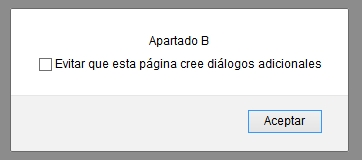 Apartado B
Evitar que esta página cree diálogos adicionales
Aceptar